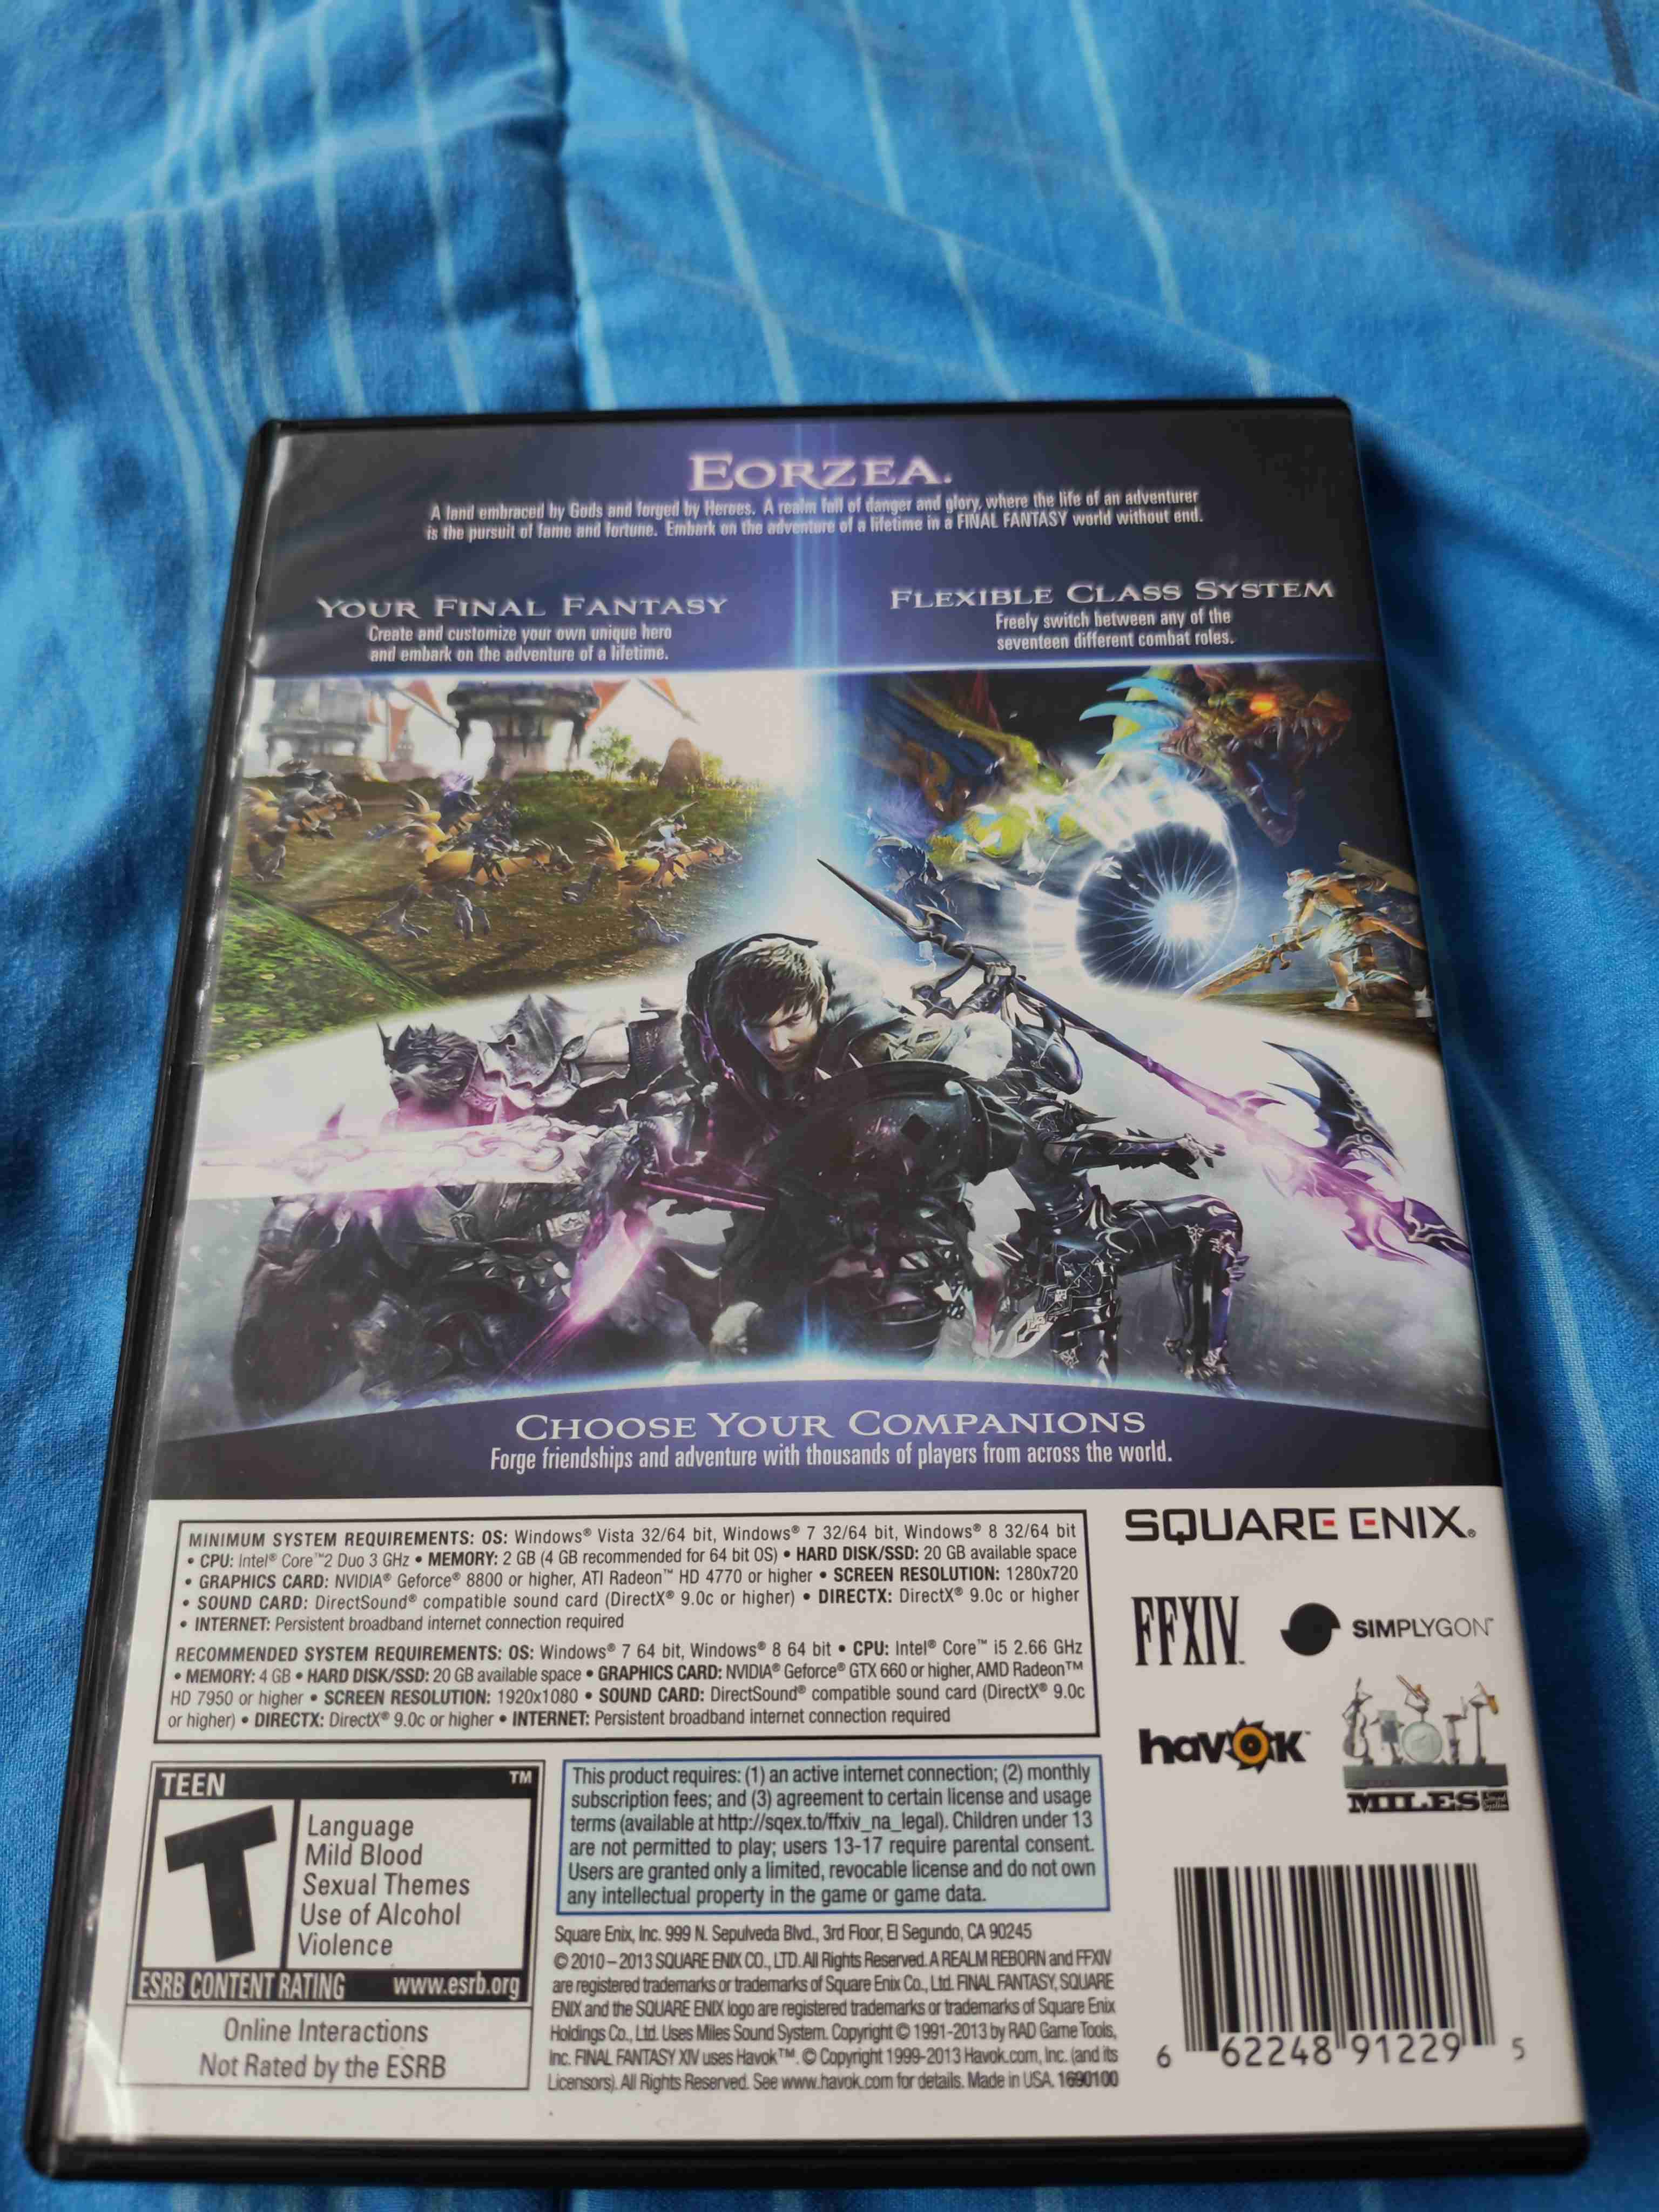 EORZEA.
A land embraced by Gods and forged by Heroes. A realm full of danger and glory, where the life of an adventurer
is the pursuit of fame and fortune. Embark on the adventure of a lifetime in a FINAL FANTASY world without end.
YOUR FINAL FANTASY
Create and customize your own unique hero
and embark on the adventure of a lifetime.
FLEXIBLE CLASS SYSTEM
Freely switch between any of the
seventeen different combat roles.
CHOOSE YOUR COMPANIONS
Forge friendships and adventure with thousands of players from across the world.
MINIMUM SYSTEM REQUIREMENTS: OS: Windows® Vista 32/64 bit, Windows® 7 32/64 bit, Windows® 8 32/64 bit
• CPU: Intel® Core™2 Duo 3 GHz • MEMORY: 2 GB (4 GB recommended for 64 bit OS) • HARD DISK/SSD: 20 GB available space
• GRAPHICS CARD: NVIDIA® Geforce® 8800 or higher, ATI Radeon™ HD 4770 or higher • SCREEN RESOLUTION: 1280x720
• SOUND CARD: DirectSound® compatible sound card (DirectX® 9.0c or higher) • DIRECTX: DirectX® 9.0c or higher
• INTERNET: Persistent broadband internet connection required
RECOMMENDED SYSTEM REQUIREMENTS: OS: Windows® 7 64 bit, Windows® 8 64 bit • CPU: Intel® Core™ i5 2.66 GHz
• MEMORY: 4 GB • HARD DISK/SSD: 20 GB available space • GRAPHICS CARD: NVIDIA® Geforce® GTX 660 or higher, AMD Radeon™
HD 7950 or higher • SCREEN RESOLUTION: 1920x1080 • SOUND CARD: DirectSound® compatible sound card (DirectX® 9.0c
or higher) • DIRECTX: DirectX® 9.0c or higher • INTERNET: Persistent broadband internet connection required
SQUARE ENIX®
FFXIV™
SIMPLYGON™
havok™
MILES Sound System
TEEN ™
T
Language
Mild Blood
Sexual Themes
Use of Alcohol
Violence
ESRB CONTENT RATING www.esrb.org
Online Interactions
Not Rated by the ESRB
This product requires: (1) an active internet connection; (2) monthly
subscription fees; and (3) agreement to certain license and usage
terms (available at http://sqex.to/ffxiv_na_legal). Children under 13
are not permitted to play; users 13-17 require parental consent.
Users are granted only a limited, revocable license and do not own
any intellectual property in the game or game data.
Square Enix, Inc. 999 N. Sepulveda Blvd., 3rd Floor, El Segundo, CA 90245
© 2010 – 2013 SQUARE ENIX CO., LTD. All Rights Reserved. A REALM REBORN and FFXIV
are registered trademarks or trademarks of Square Enix Co., Ltd. FINAL FANTASY, SQUARE
ENIX and the SQUARE ENIX logo are registered trademarks or trademarks of Square Enix
Holdings Co., Ltd. Uses Miles Sound System. Copyright © 1991-2013 by RAD Game Tools,
Inc. FINAL FANTASY XIV uses Havok™. © Copyright 1999-2013 Havok.com, Inc. (and its
Licensors). All Rights Reserved. See www.havok.com for details. Made in USA. 1690100
6 62248 91229 5